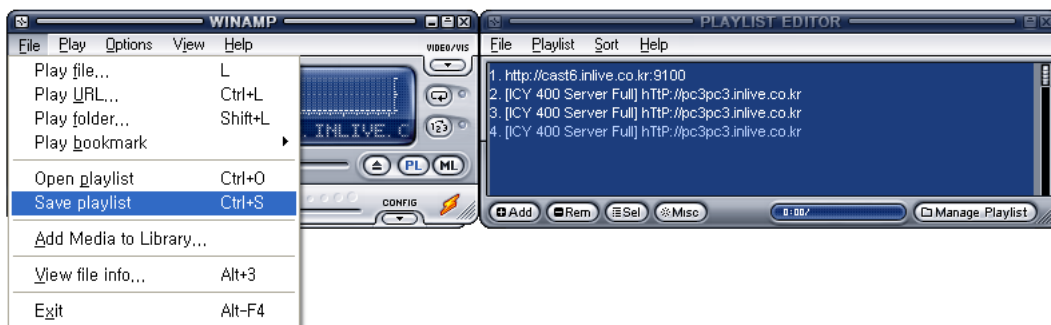 WINAMP
File Play Options View Help
VIDEO/VIS
Play file... L
Play URL... Ctrl+L
Play folder... Shift+L
Play bookmark
Open playlist Ctrl+O
Save playlist Ctrl+S
Add Media to Library...
View file info... Alt+3
Exit Alt-F4
. INLIVE. C
PL ML
CONFIG
PLAYLIST EDITOR
File Playlist Sort Help
1. http://cast6.inlive.co.kr:9100
2. [ICY 400 Server Full] hTtP://pc3pc3.inlive.co.kr
3. [ICY 400 Server Full] hTtP://pc3pc3.inlive.co.kr
4. [ICY 400 Server Full] hTtP://pc3pc3.inlive.co.kr
Add Rem Sel Misc 0:00/ Manage Playlist